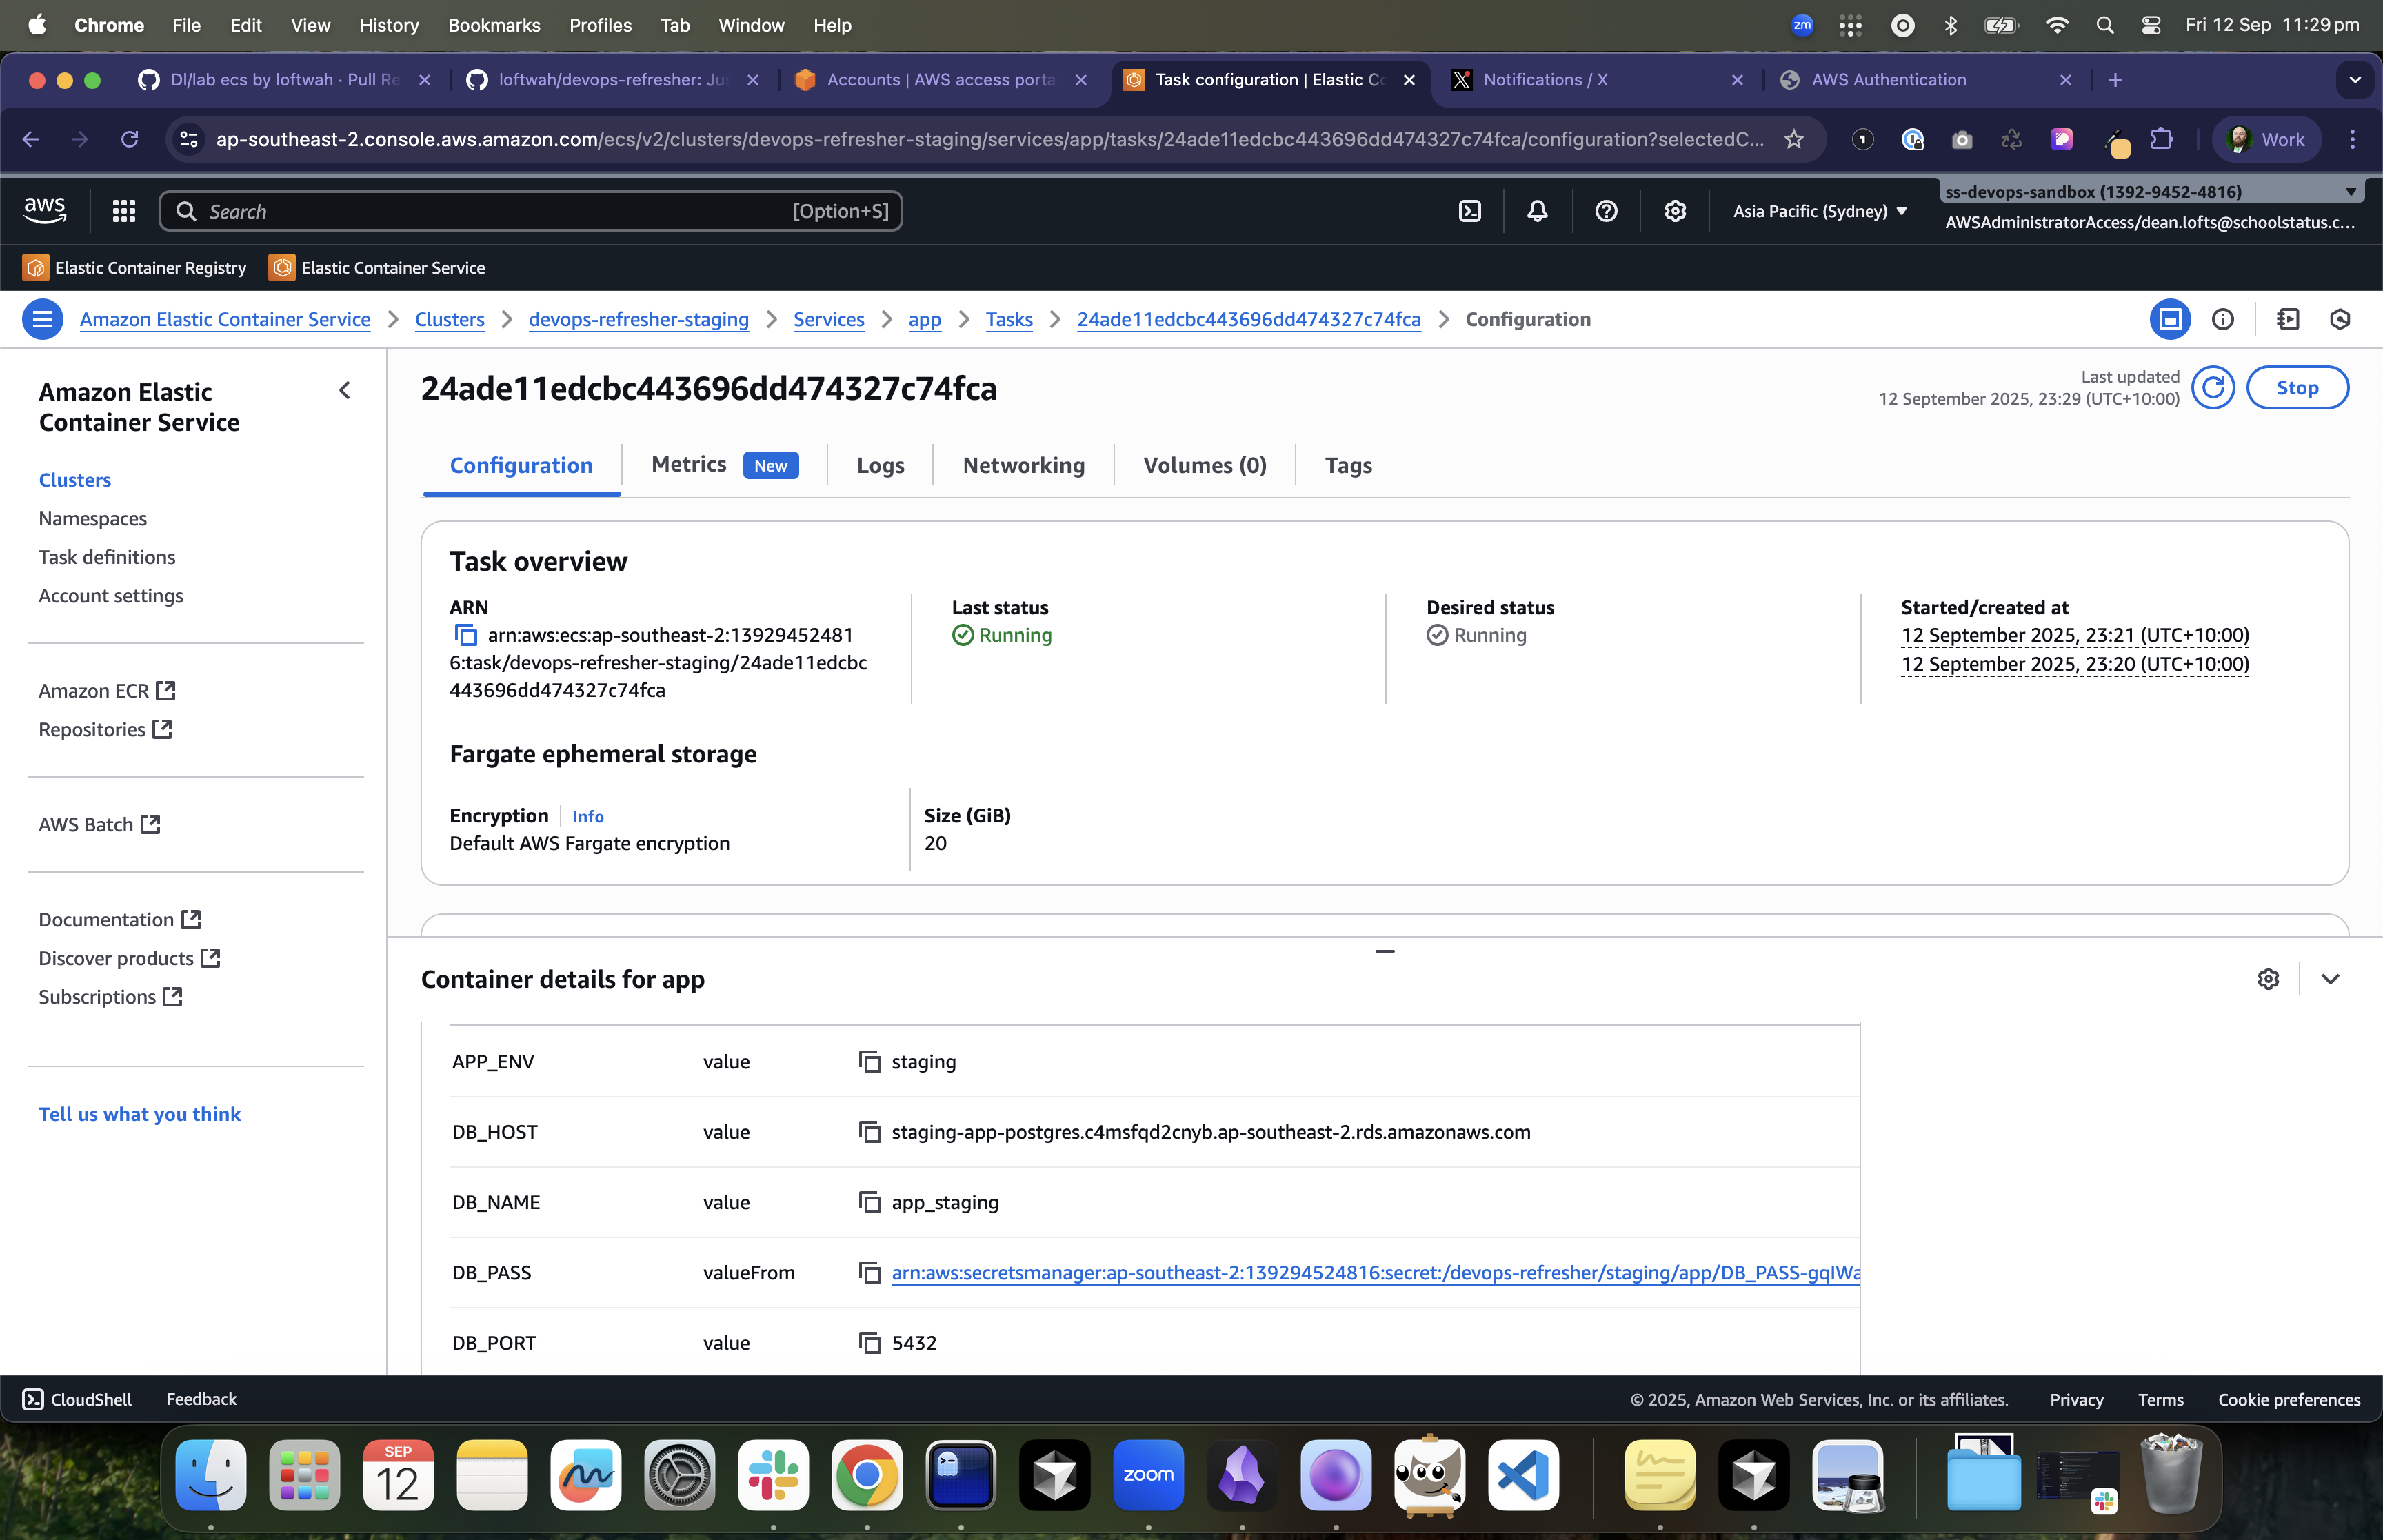 Chrome File Edit View History Bookmarks Profiles Tab Window Help zm Fri 12 Sep 11:29 pm
Dl/lab ecs by loftwah · Pull Re
loftwah/devops-refresher: Jus
Accounts | AWS access porta
Task configuration | Elastic Co
Notifications / X
AWS Authentication
ap-southeast-2.console.aws.amazon.com/ecs/v2/clusters/devops-refresher-staging/services/app/tasks/24ade11edcbc443696dd474327c74fca/configuration?selectedC...
Work
aws
Search [Option+S]
Asia Pacific (Sydney)
ss-devops-sandbox (1392-9452-4816)
AWSAdministratorAccess/dean.lofts@schoolstatus.c...
Elastic Container Registry
Elastic Container Service
Amazon Elastic Container Service > Clusters > devops-refresher-staging > Services > app > Tasks > 24ade11edcbc443696dd474327c74fca > Configuration
Amazon Elastic
Container Service
Clusters
Namespaces
Task definitions
Account settings
Amazon ECR
Repositories
AWS Batch
Documentation
Discover products
Subscriptions
Tell us what you think
24ade11edcbc443696dd474327c74fca
Last updated
12 September 2025, 23:29 (UTC+10:00)
Stop
Configuration
Metrics New
Logs
Networking
Volumes (0)
Tags
Task overview
ARN
arn:aws:ecs:ap-southeast-2:13929452481
6:task/devops-refresher-staging/24ade11edcbc
443696dd474327c74fca
Last status
Running
Desired status
Running
Started/created at
12 September 2025, 23:21 (UTC+10:00)
12 September 2025, 23:20 (UTC+10:00)
Fargate ephemeral storage
Encryption Info
Default AWS Fargate encryption
Size (GiB)
20
Container details for app
APP_ENV value staging
DB_HOST value staging-app-postgres.c4msfqd2cnyb.ap-southeast-2.rds.amazonaws.com
DB_NAME value app_staging
DB_PASS valueFrom arn:aws:secretsmanager:ap-southeast-2:139294524816:secret:/devops-refresher/staging/app/DB_PASS-gqIWa
DB_PORT value 5432
CloudShell Feedback © 2025, Amazon Web Services, Inc. or its affiliates. Privacy Terms Cookie preferences
SEP
12
zoom